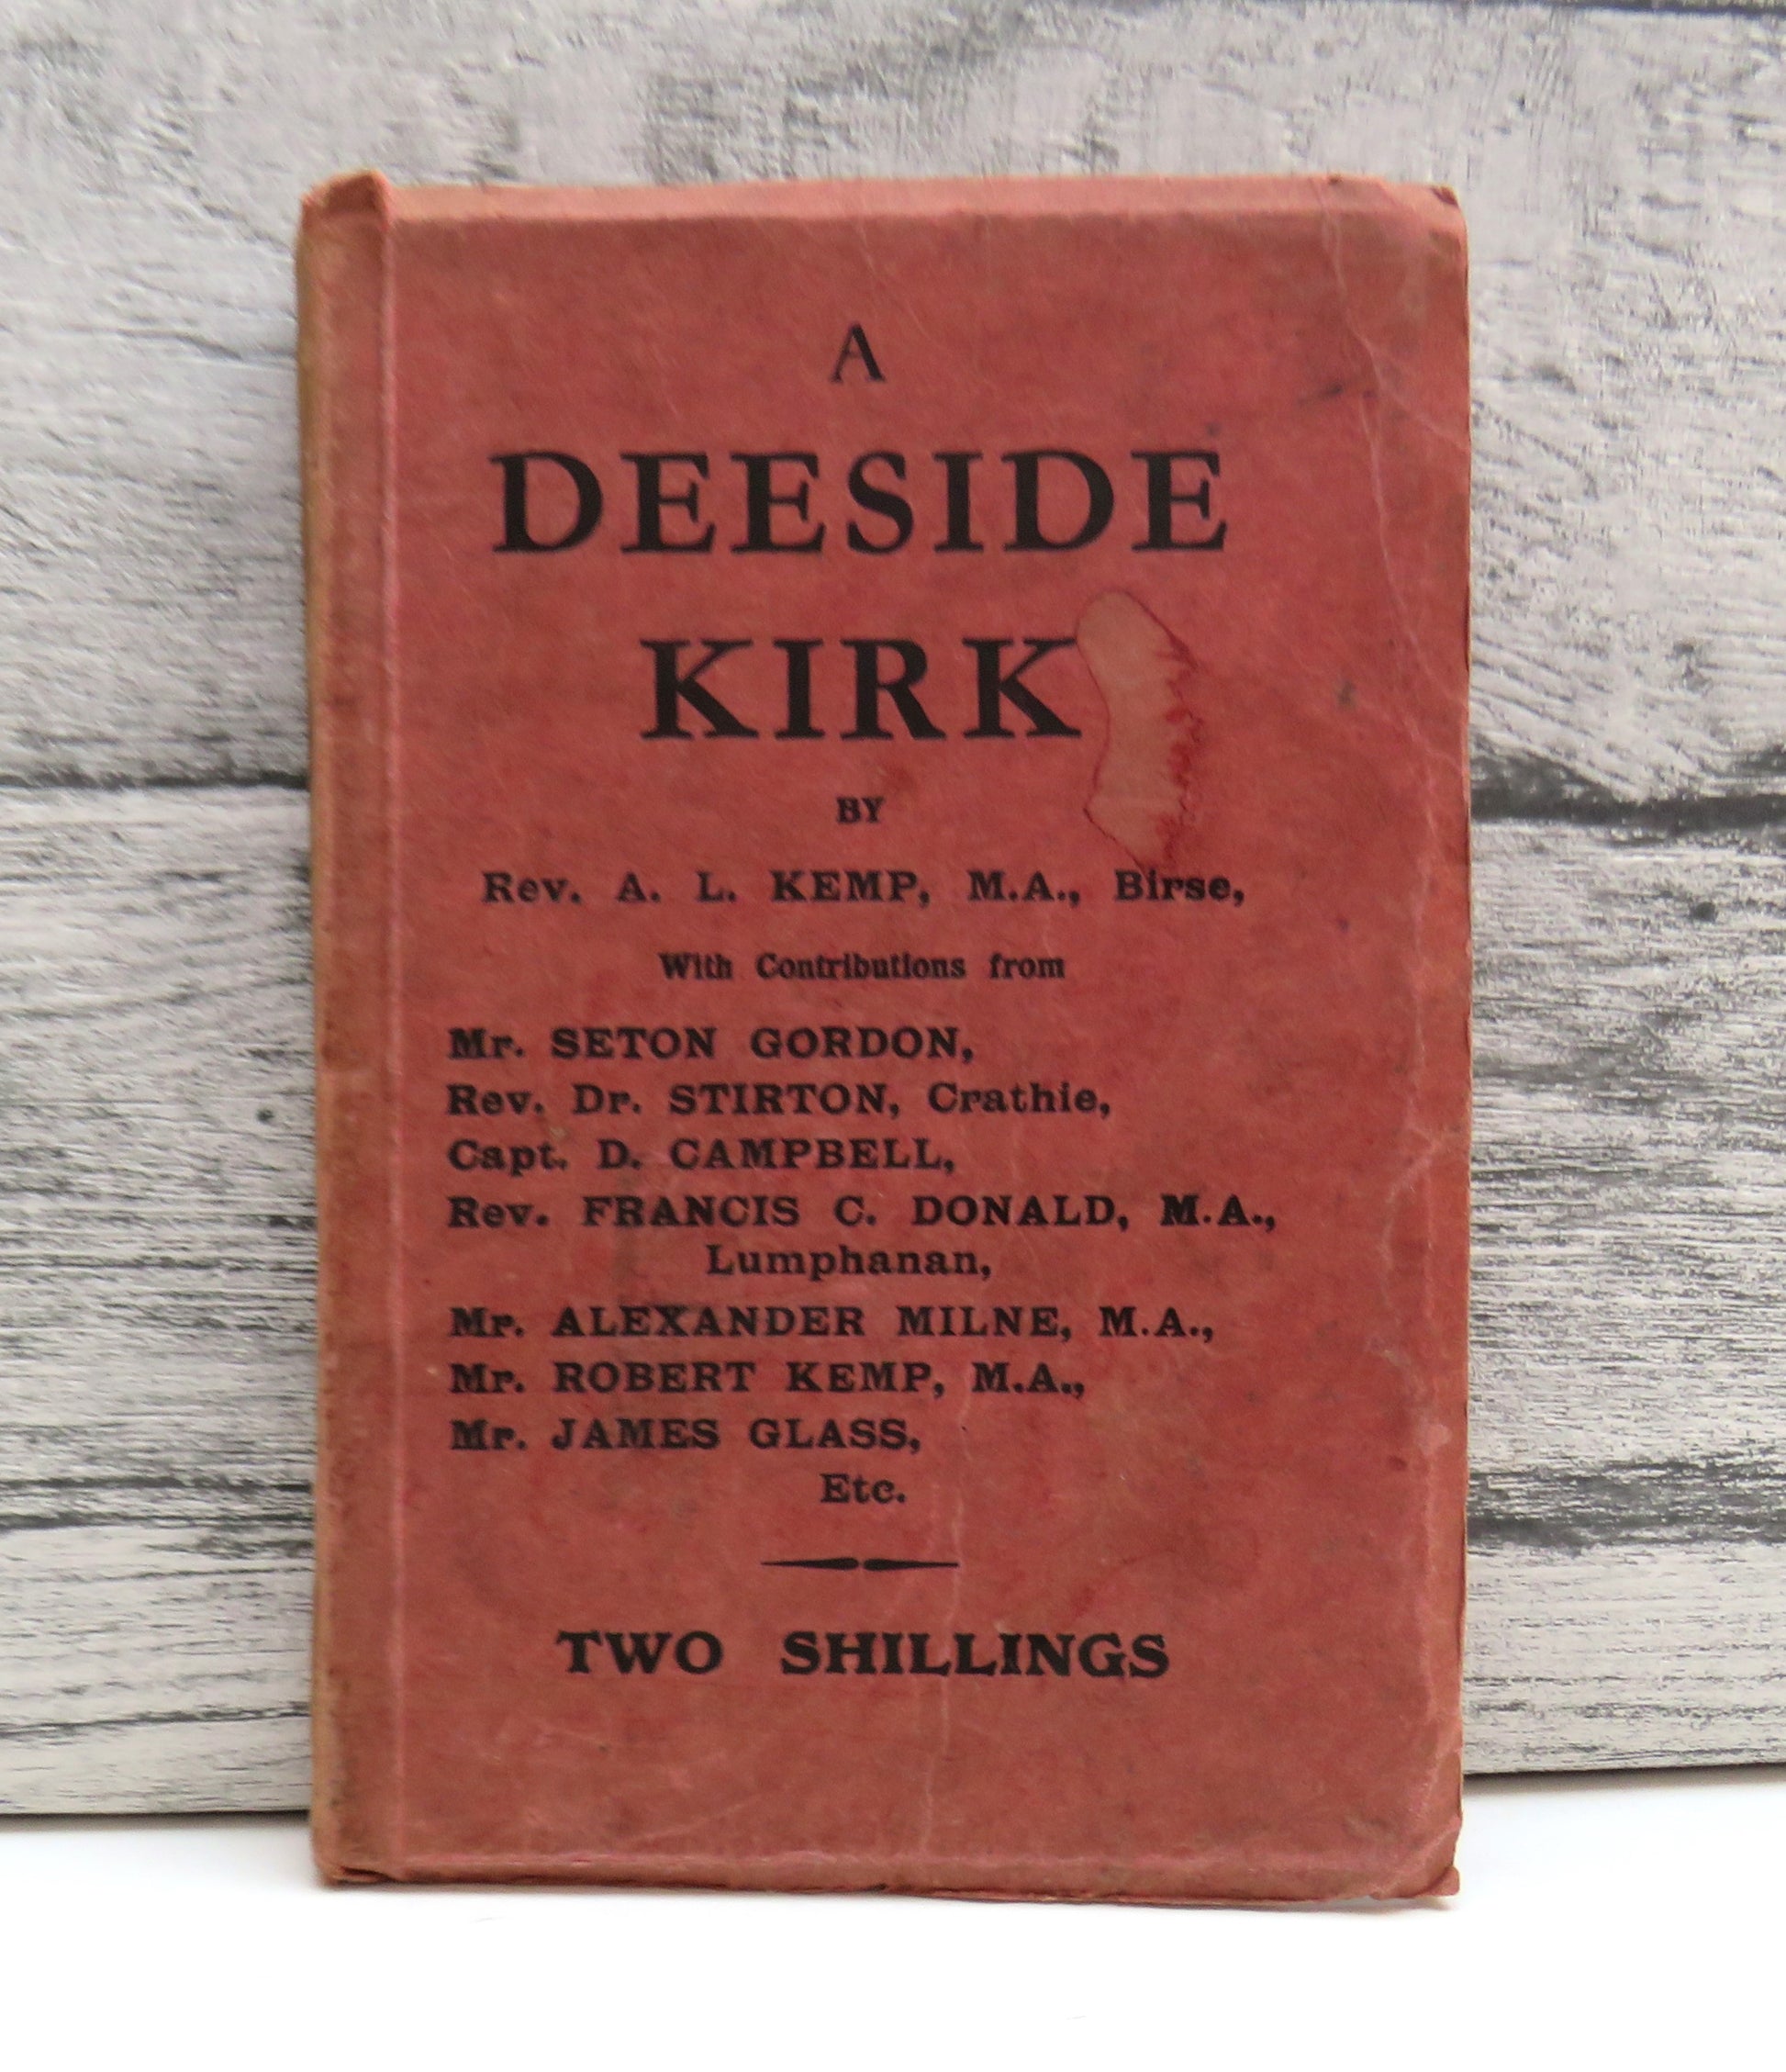 A
DEESIDE
KIRK
BY
Rev. A. L. KEMP, M.A., Birse,
With Contributions from
Mr. SETON GORDON,
Rev. Dr. STIRTON, Crathie,
Capt. D. CAMPBELL,
Rev. FRANCIS C. DONALD, M.A.,
Lumphanan,
Mr. ALEXANDER MILNE, M.A.,
Mr. ROBERT KEMP, M.A.,
Mr. JAMES GLASS,
Etc.
TWO SHILLINGS